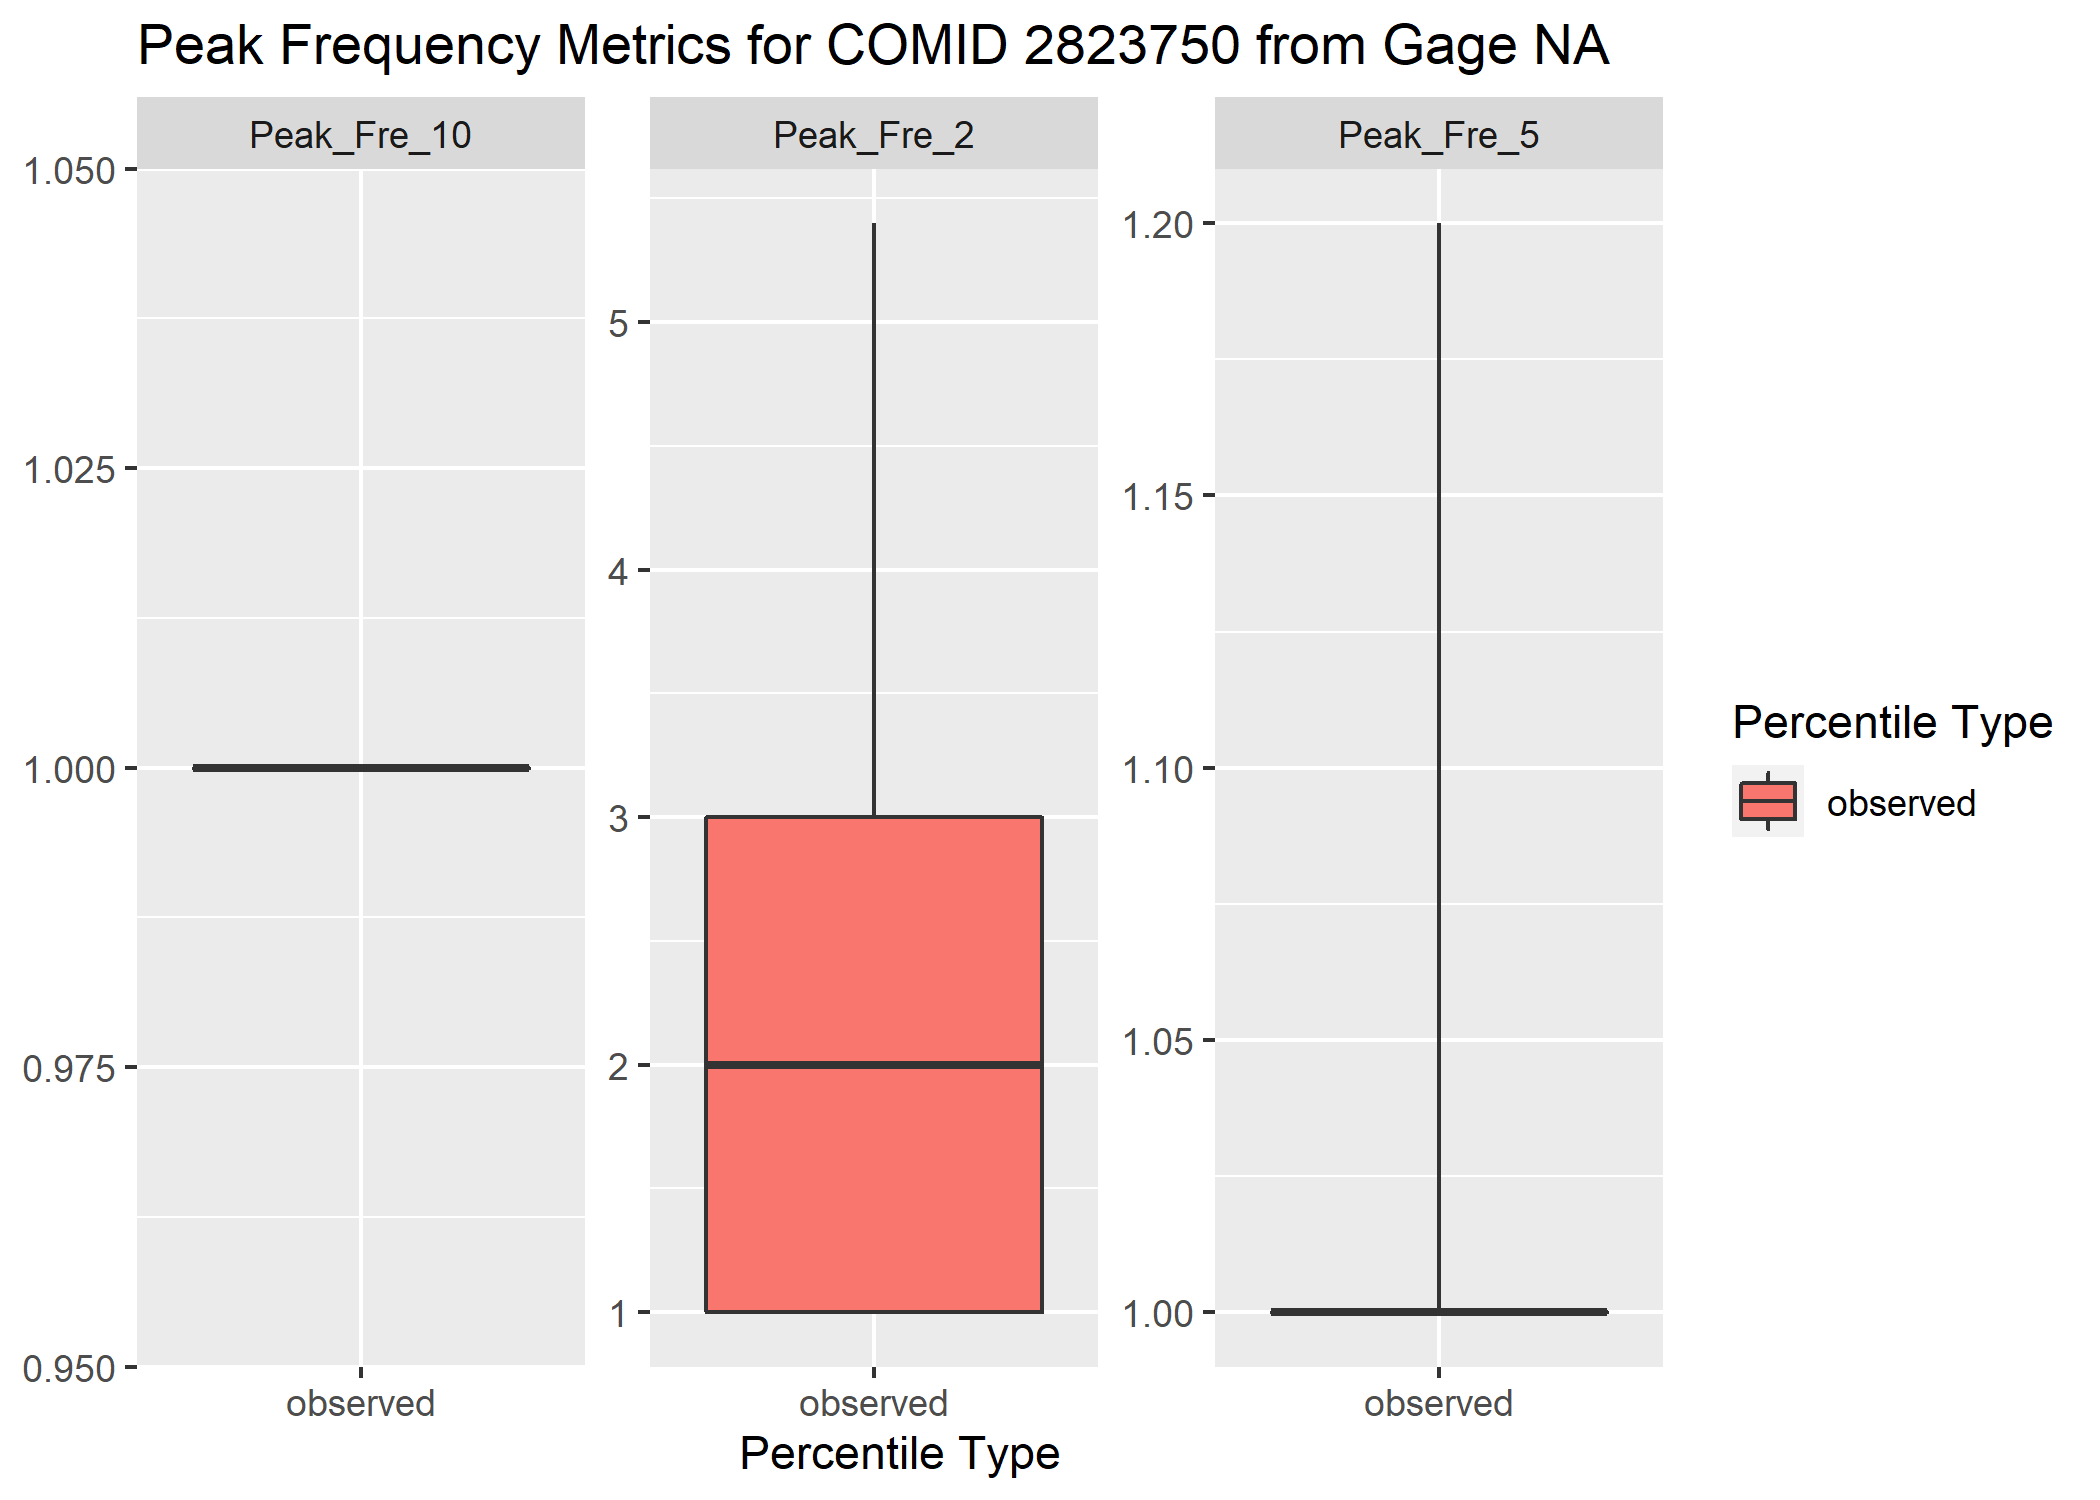 Peak Frequency Metrics for COMID 2823750 from Gage NA
Peak_Fre_10
Peak_Fre_2
Peak_Fre_5
1.050
1.025
1.000
0.975
0.950
5
4
3
2
1
1.20
1.15
1.10
1.05
1.00
observed
observed
observed
Percentile Type
Percentile Type
observed